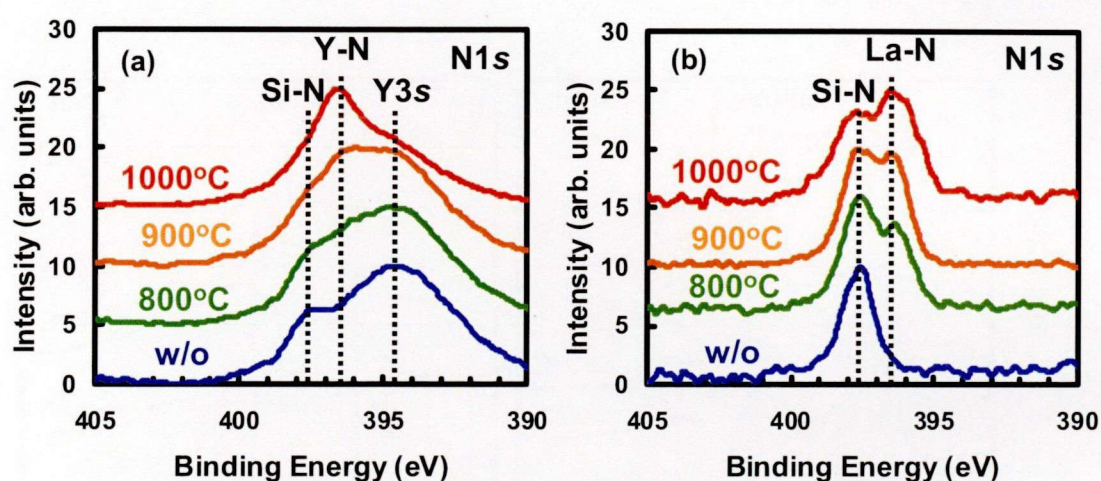 30
(a)
Y-N
N1s
25
Si-N
Y3s
20
1000°C
15
900°C
10
800°C
5
w/o
0
405
400
395
390
Intensity (arb. units)
Binding Energy (eV)
30
(b)
La-N
N1s
25
Si-N
20
1000°C
15
900°C
10
800°C
5
w/o
0
405
400
395
390
Intensity (arb. units)
Binding Energy (eV)